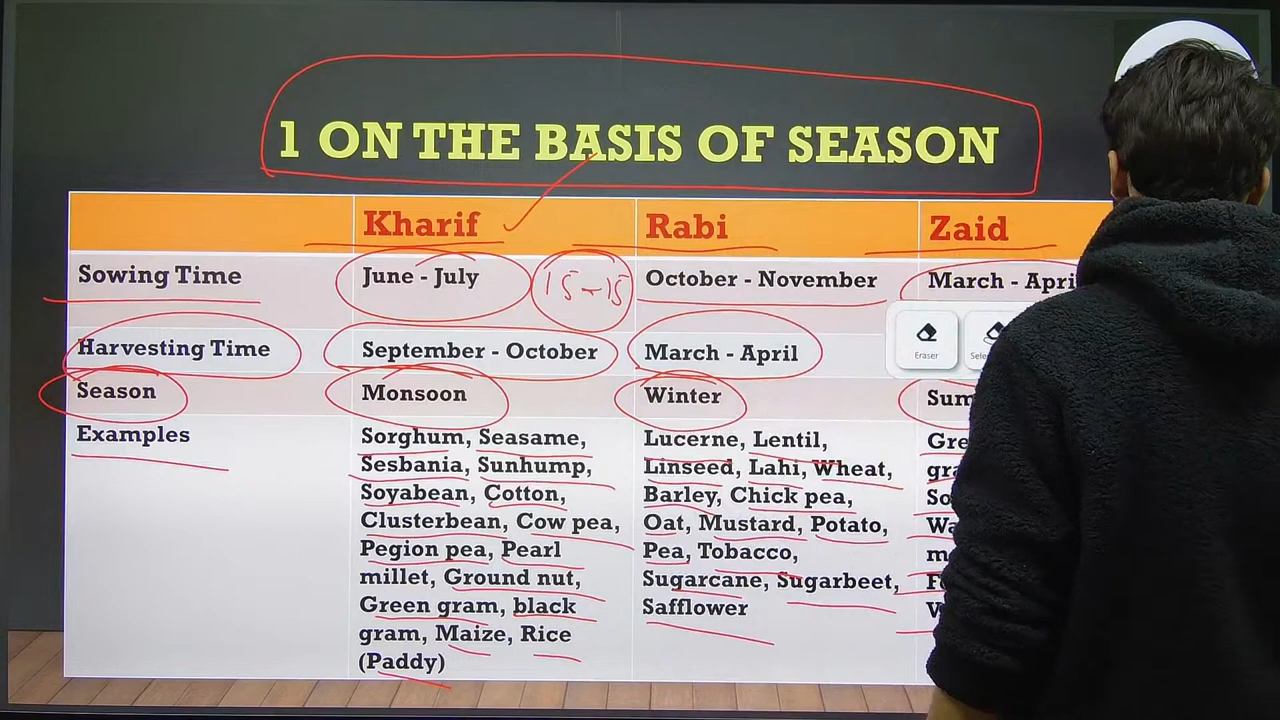 1 ON THE BASIS OF SEASON
Kharif Rabi Zaid
Sowing Time June - July 15-15 October - November March -
Harvesting Time September - October March - April
Eraser
Season Monsoon Winter
Examples Sorghum, Seasame, Lucerne, Lentil,
Sesbania, Sunhump, Linseed, Lahi, Wheat,
Soyabean, Cotton, Barley, Chick pea,
Clusterbean, Cow pea, Oat, Mustard, Potato,
Pegion pea, Pearl Pea, Tobacco,
millet, Ground nut, Sugarcane, Sugarbeet,
Green gram, black Safflower
gram, Maize, Rice
(Paddy)